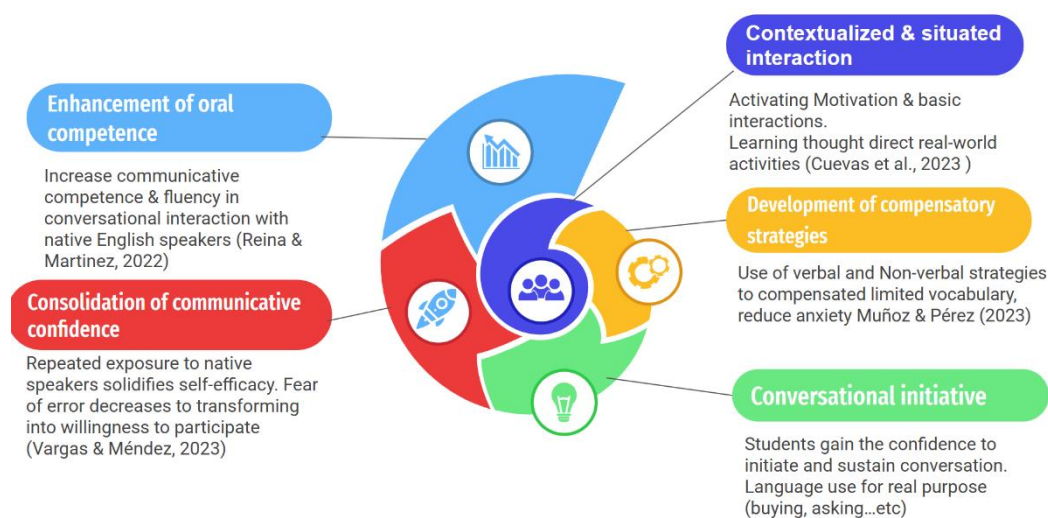 Enhancement of oral
competence
Increase communicative
competence & fluency in
conversational interaction with
native English speakers (Reina &
Martinez, 2022)
Consolidation of communicative
confidence
Repeated exposure to native
speakers solidifies self-efficacy. Fear
of error decreases to transforming
into willingness to participate
(Vargas & Méndez, 2023)
Contextualized & situated
interaction
Activating Motivation & basic
interactions.
Learning thought direct real-world
activities (Cuevas et al., 2023 )
Development of compensatory
strategies
Use of verbal and Non-verbal strategies
to compensated limited vocabulary,
reduce anxiety Muñoz & Pérez (2023)
Conversational initiative
Students gain the confidence to
initiate and sustain conversation.
Language use for real purpose
(buying, asking...etc)